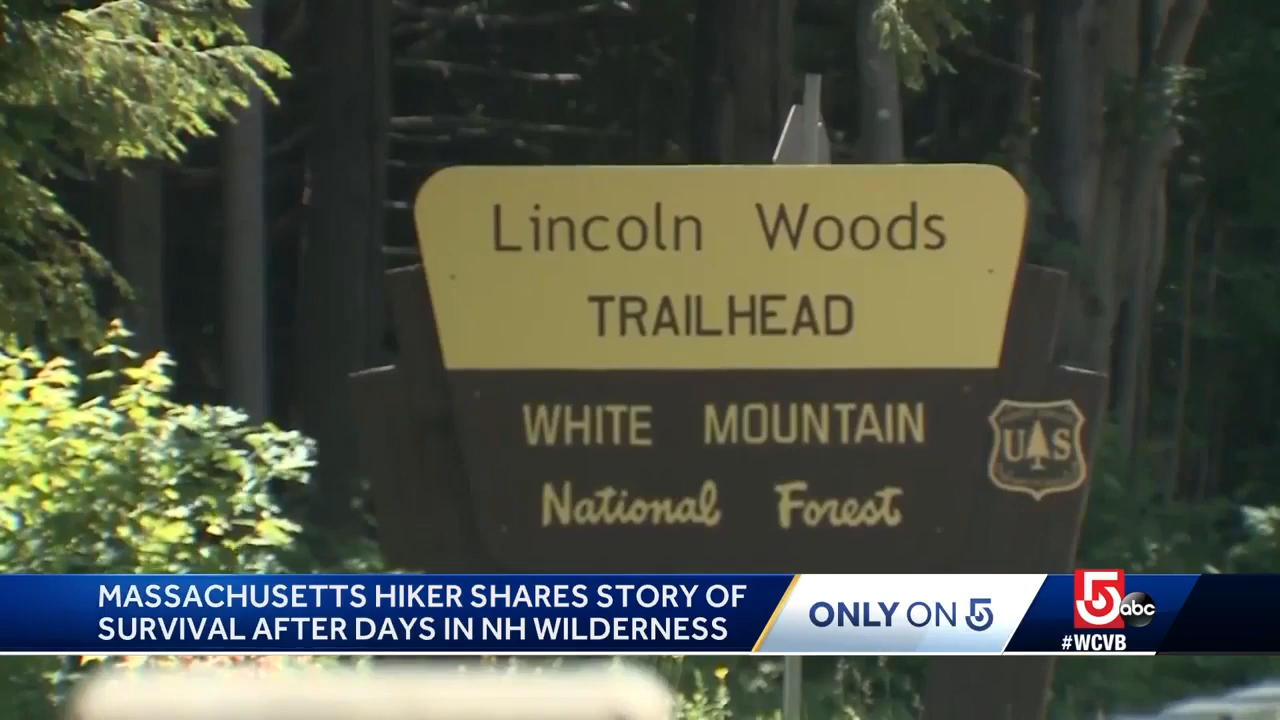 Lincoln Woods
TRAILHEAD
WHITE MOUNTAIN
National Forest
U S
MASSACHUSETTS HIKER SHARES STORY OF
SURVIVAL AFTER DAYS IN NH WILDERNESS
ONLY ON 5
5 abc
#WCVB